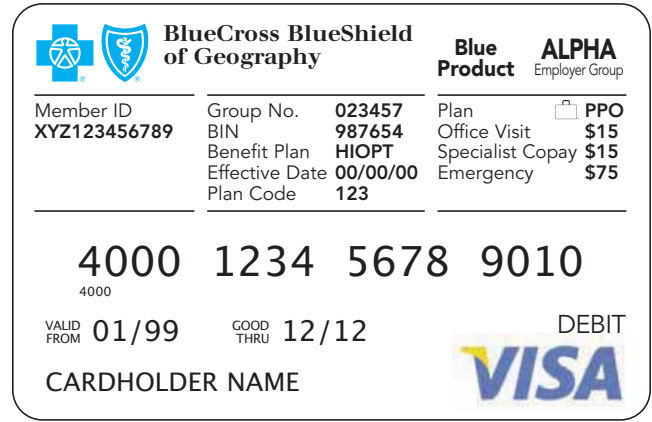 BlueCross BlueShield
of Geography
Blue
Product
ALPHA
Employer Group
Member ID
XYZ123456789
Group No. 023457
BIN 987654
Benefit Plan HIOPT
Effective Date 00/00/00
Plan Code 123
Plan PPO
Office Visit $15
Specialist Copay $15
Emergency $75
4000 1234 5678 9010
4000
VALID
FROM 01/99
GOOD
THRU 12/12
DEBIT
VISA
CARDHOLDER NAME